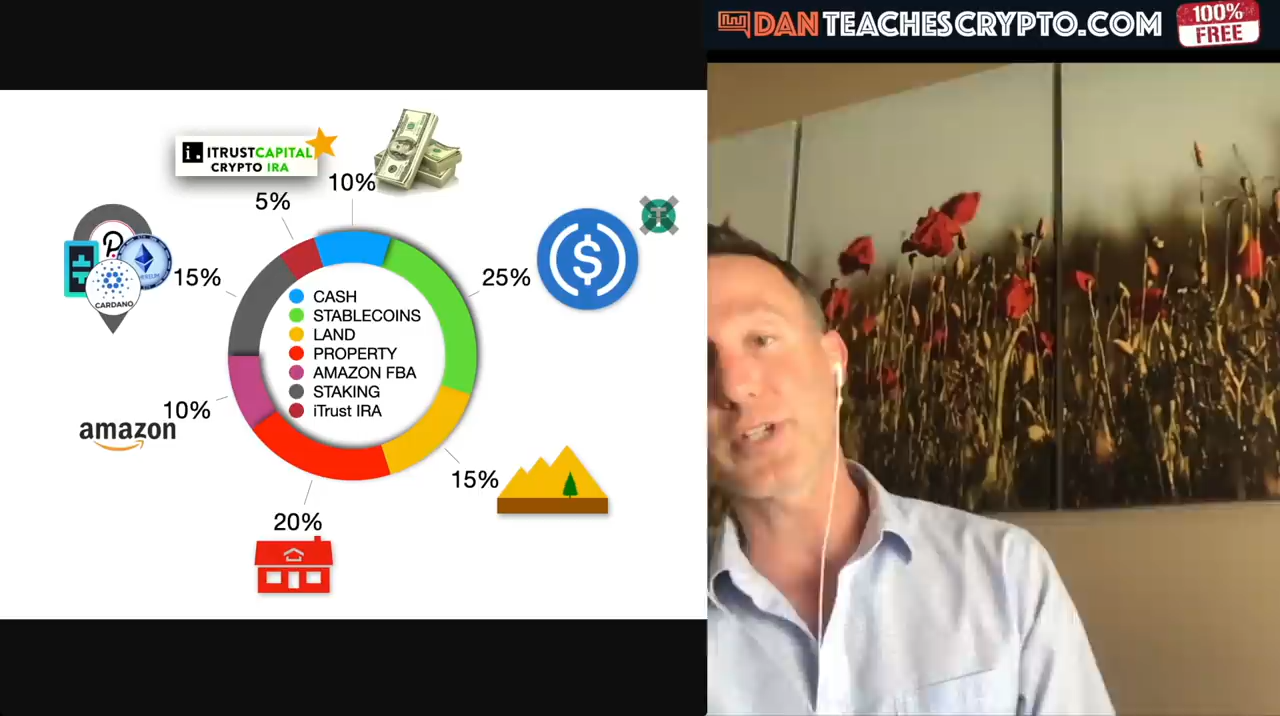 DANTEACHESCRYPTO.COM
100%
FREE
i. ITRUSTCAPITAL
CRYPTO IRA
10%
5%
25%
15%
CARDANO
10%
amazon
15%
20%
CASH
STABLECOINS
LAND
PROPERTY
AMAZON FBA
STAKING
iTrust IRA